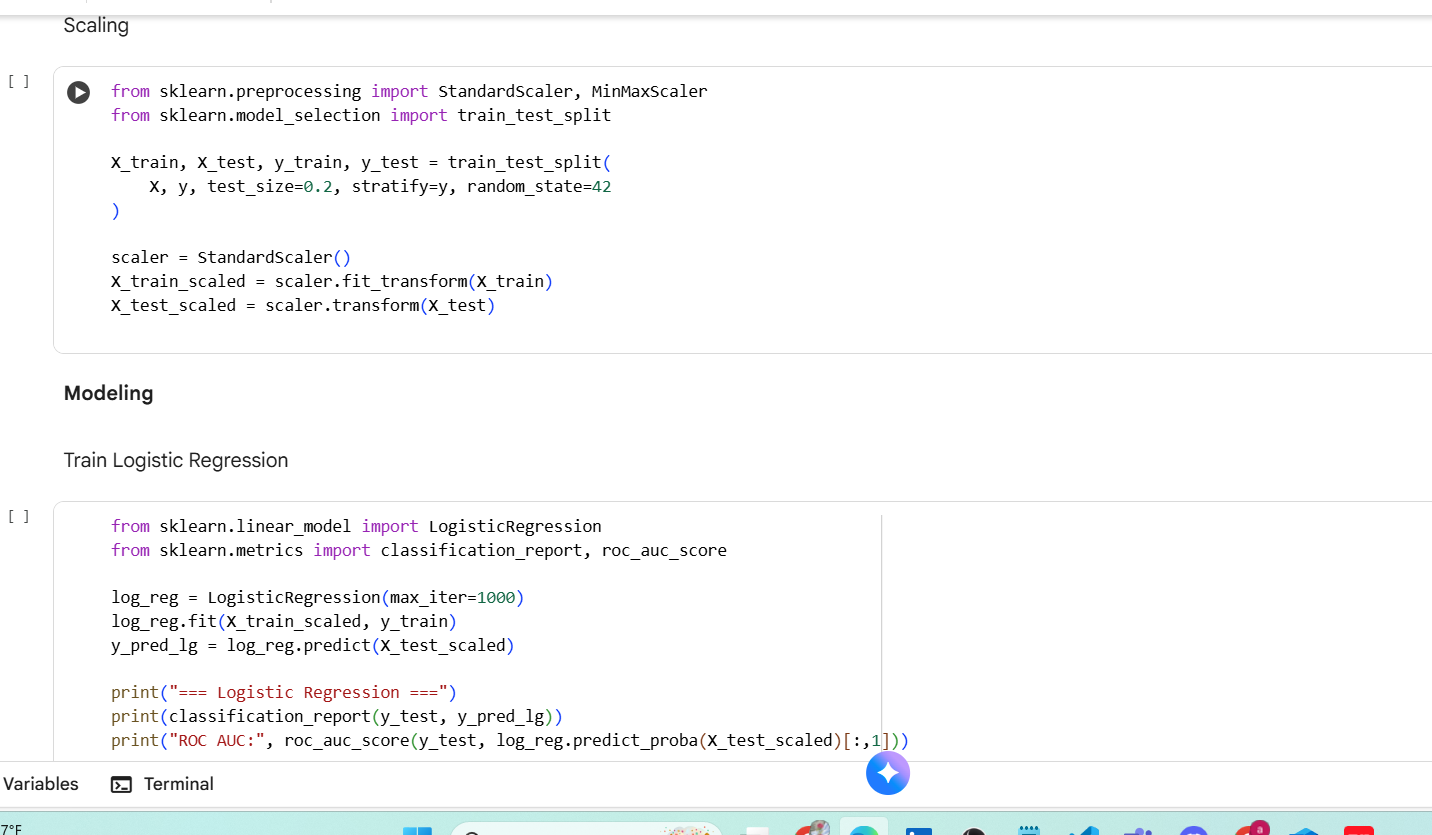 Scaling
[ ]
from sklearn.preprocessing import StandardScaler, MinMaxScaler
from sklearn.model_selection import train_test_split
X_train, X_test, y_train, y_test = train_test_split(
    X, y, test_size=0.2, stratify=y, random_state=42
)
scaler = StandardScaler()
X_train_scaled = scaler.fit_transform(X_train)
X_test_scaled = scaler.transform(X_test)
Modeling
Train Logistic Regression
[ ]
from sklearn.linear_model import LogisticRegression
from sklearn.metrics import classification_report, roc_auc_score
log_reg = LogisticRegression(max_iter=1000)
log_reg.fit(X_train_scaled, y_train)
y_pred_lg = log_reg.predict(X_test_scaled)
print("=== Logistic Regression ===")
print(classification_report(y_test, y_pred_lg))
print("ROC AUC:", roc_auc_score(y_test, log_reg.predict_proba(X_test_scaled)[:,1]))
Variables
Terminal
7°F